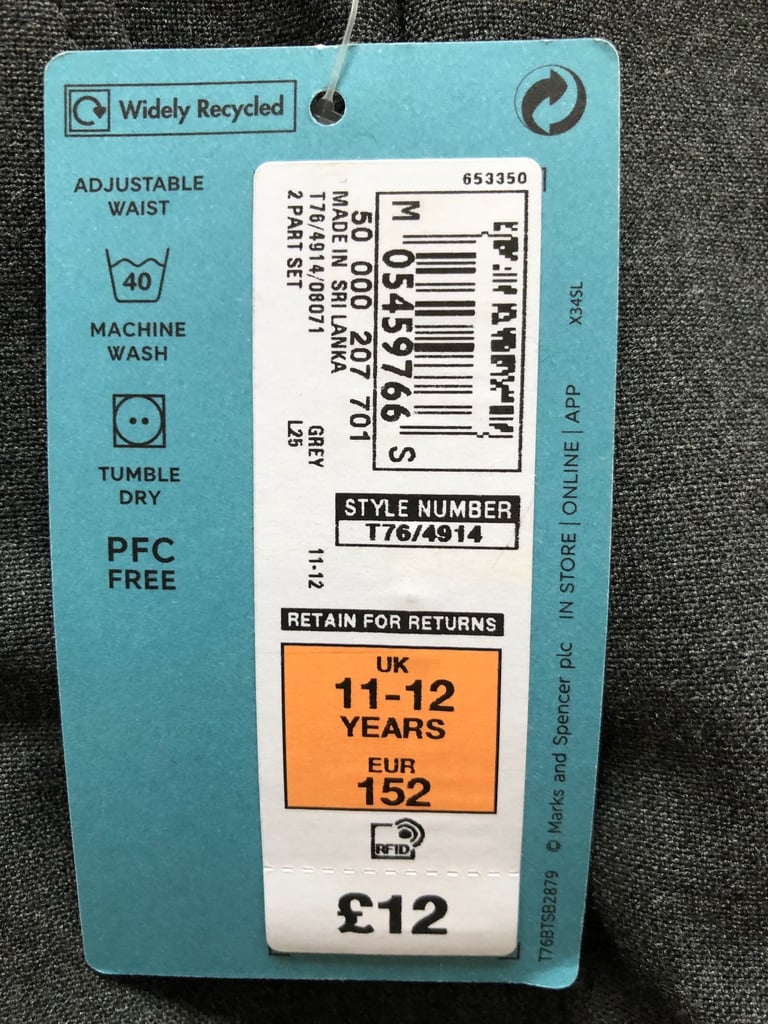 Widely Recycled
ADJUSTABLE
WAIST
40
MACHINE
WASH
TUMBLE
DRY
PFC
FREE
653350
M 05459766 S
50 000 207 701
MADE IN SRI LANKA
T76/4914/0807I GREY 11-12
2 PART SET L25
STYLE NUMBER
T76/4914
RETAIN FOR RETURNS
UK
11-12
YEARS
EUR
152
RFID
£12
T76BTSB2879 © Marks and Spencer plc IN STORE | ONLINE | APP X34SL